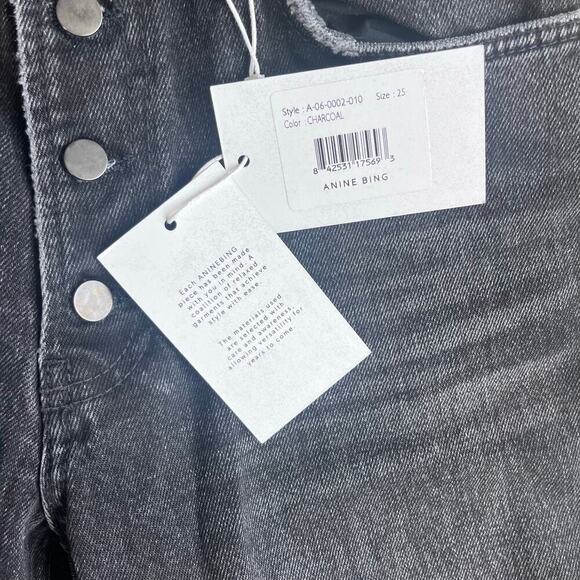 Style : A-06-0002-010 Size : 25
Color : CHARCOAL
8 42531 17569 3
ANINE BING
Each ANINEBING
piece has been made
with you in mind. A
coalition of relaxed
garments that achieve
style with ease.
The materials used
are selected with
care and awareness,
allowing versatility for
years to come